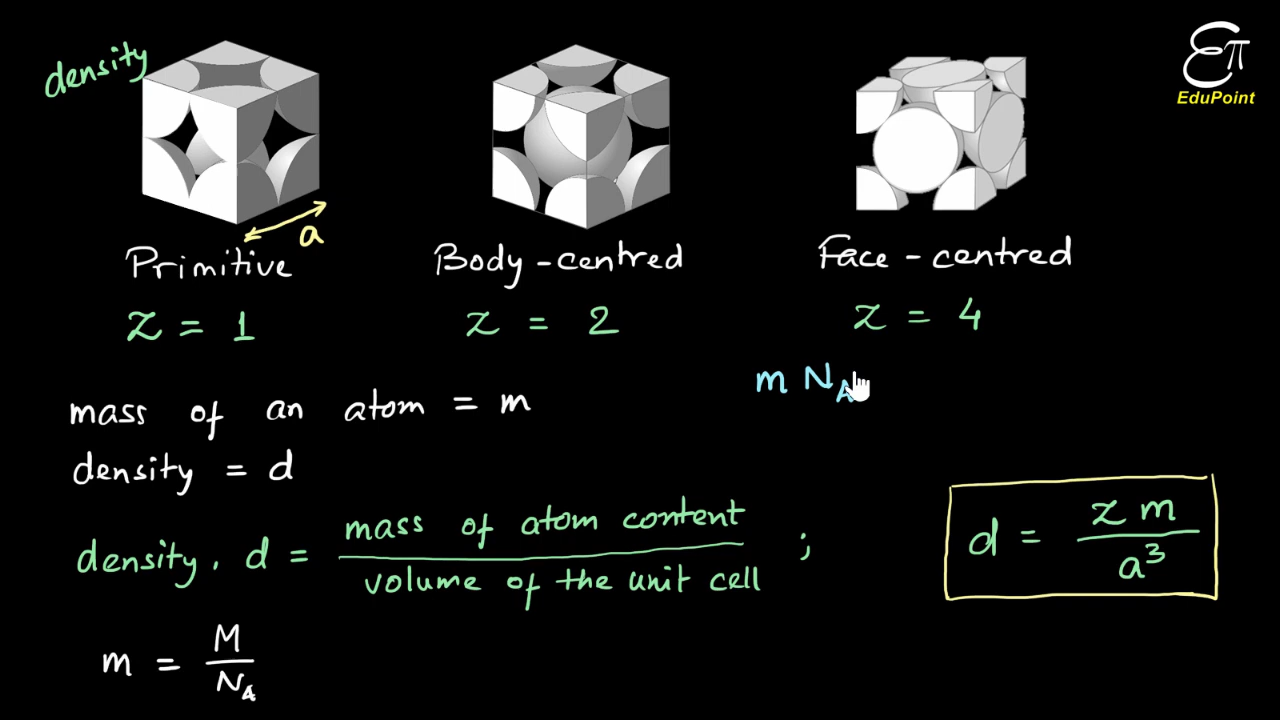 density
Eπ
EduPoint
a
Primitive
Body-centred
Face-centred
z = 1
z = 2
z = 4
m N_A
mass of an atom = m
density = d
density, d = mass of atom content / volume of the unit cell ;
d = z m / a³
m = M / N_A